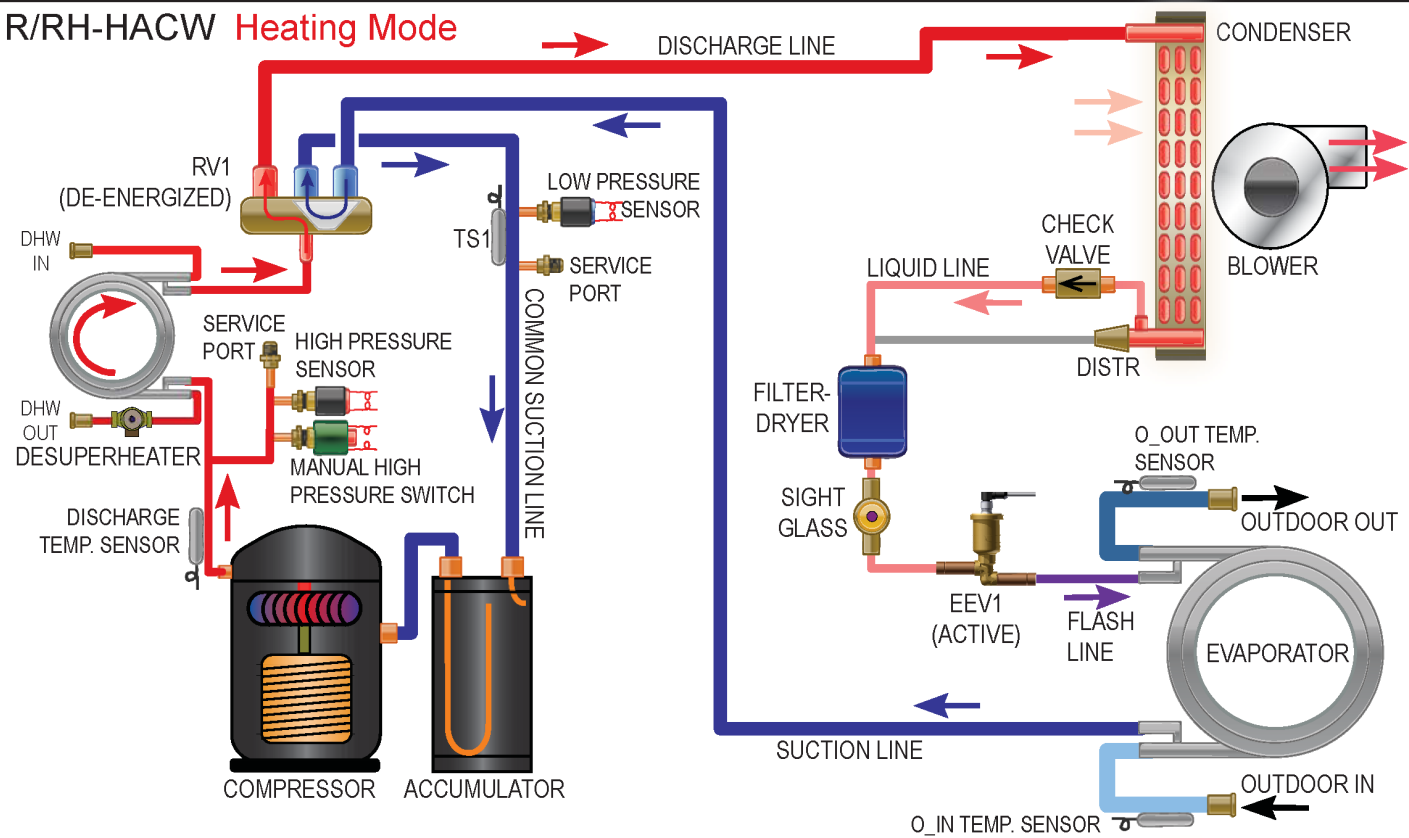 R/RH-HACW Heating Mode
DISCHARGE LINE
CONDENSER
RV1
(DE-ENERGIZED)
LOW PRESSURE
SENSOR
TS1
SERVICE
PORT
DHW
IN
CHECK
VALVE
BLOWER
LIQUID LINE
SERVICE
PORT
HIGH PRESSURE
SENSOR
COMMON SUCTION LINE
DISTR
FILTER-
DRYER
DHW
OUT
DESUPERHEATER
MANUAL HIGH
PRESSURE SWITCH
O_OUT TEMP.
SENSOR
SIGHT
GLASS
OUTDOOR OUT
DISCHARGE
TEMP. SENSOR
EEV1
(ACTIVE)
FLASH
LINE
EVAPORATOR
SUCTION LINE
COMPRESSOR
ACCUMULATOR
OUTDOOR IN
O_IN TEMP. SENSOR